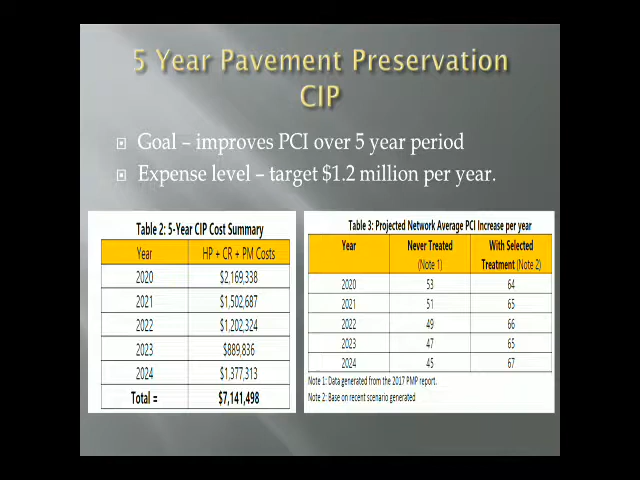 5 Year Pavement Preservation
CIP
Goal – improves PCI over 5 year period
Expense level – target $1.2 million per year.
Table 2: 5-Year CIP Cost Summary
Year HP + CR + PM Costs
2020 $2,169,338
2021 $1,502,687
2022 $1,202,324
2023 $889,836
2024 $1,377,313
Total = $7,141,498
Table 3: Projected Network Average PCI Increase per year
Year Never Treated With Selected
(Note 1) Treatment (Note 2)
2020 53 64
2021 51 65
2022 49 66
2023 47 65
2024 45 67
Note 1: Data generated from the 2017 PMP report.
Note 2: Base on recent scenario generated